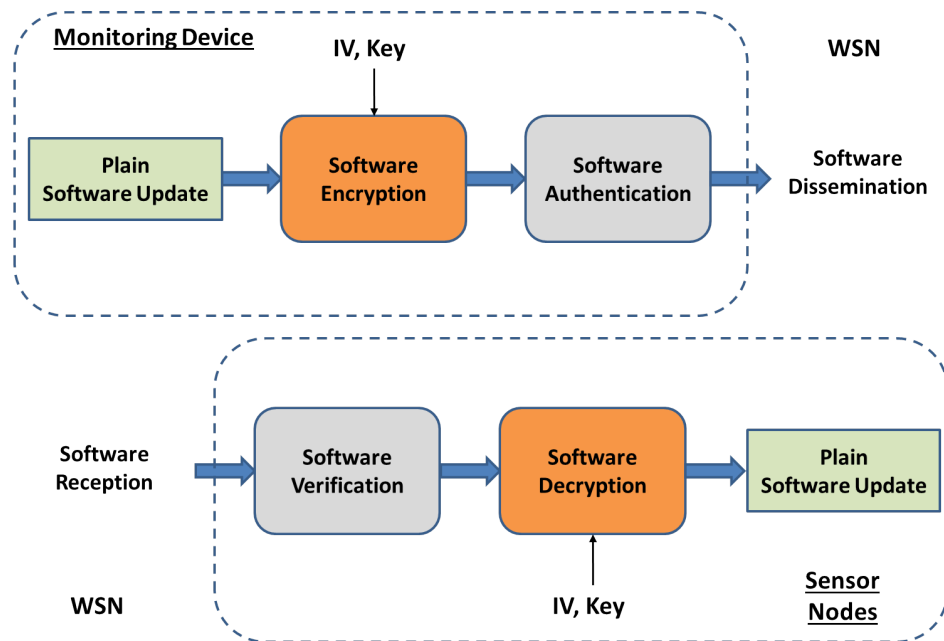 Monitoring Device
IV, Key
WSN
Plain
Software Update
Software
Encryption
Software
Authentication
Software
Dissemination
Software
Reception
Software
Verification
Software
Decryption
Plain
Software Update
WSN
IV, Key
Sensor
Nodes